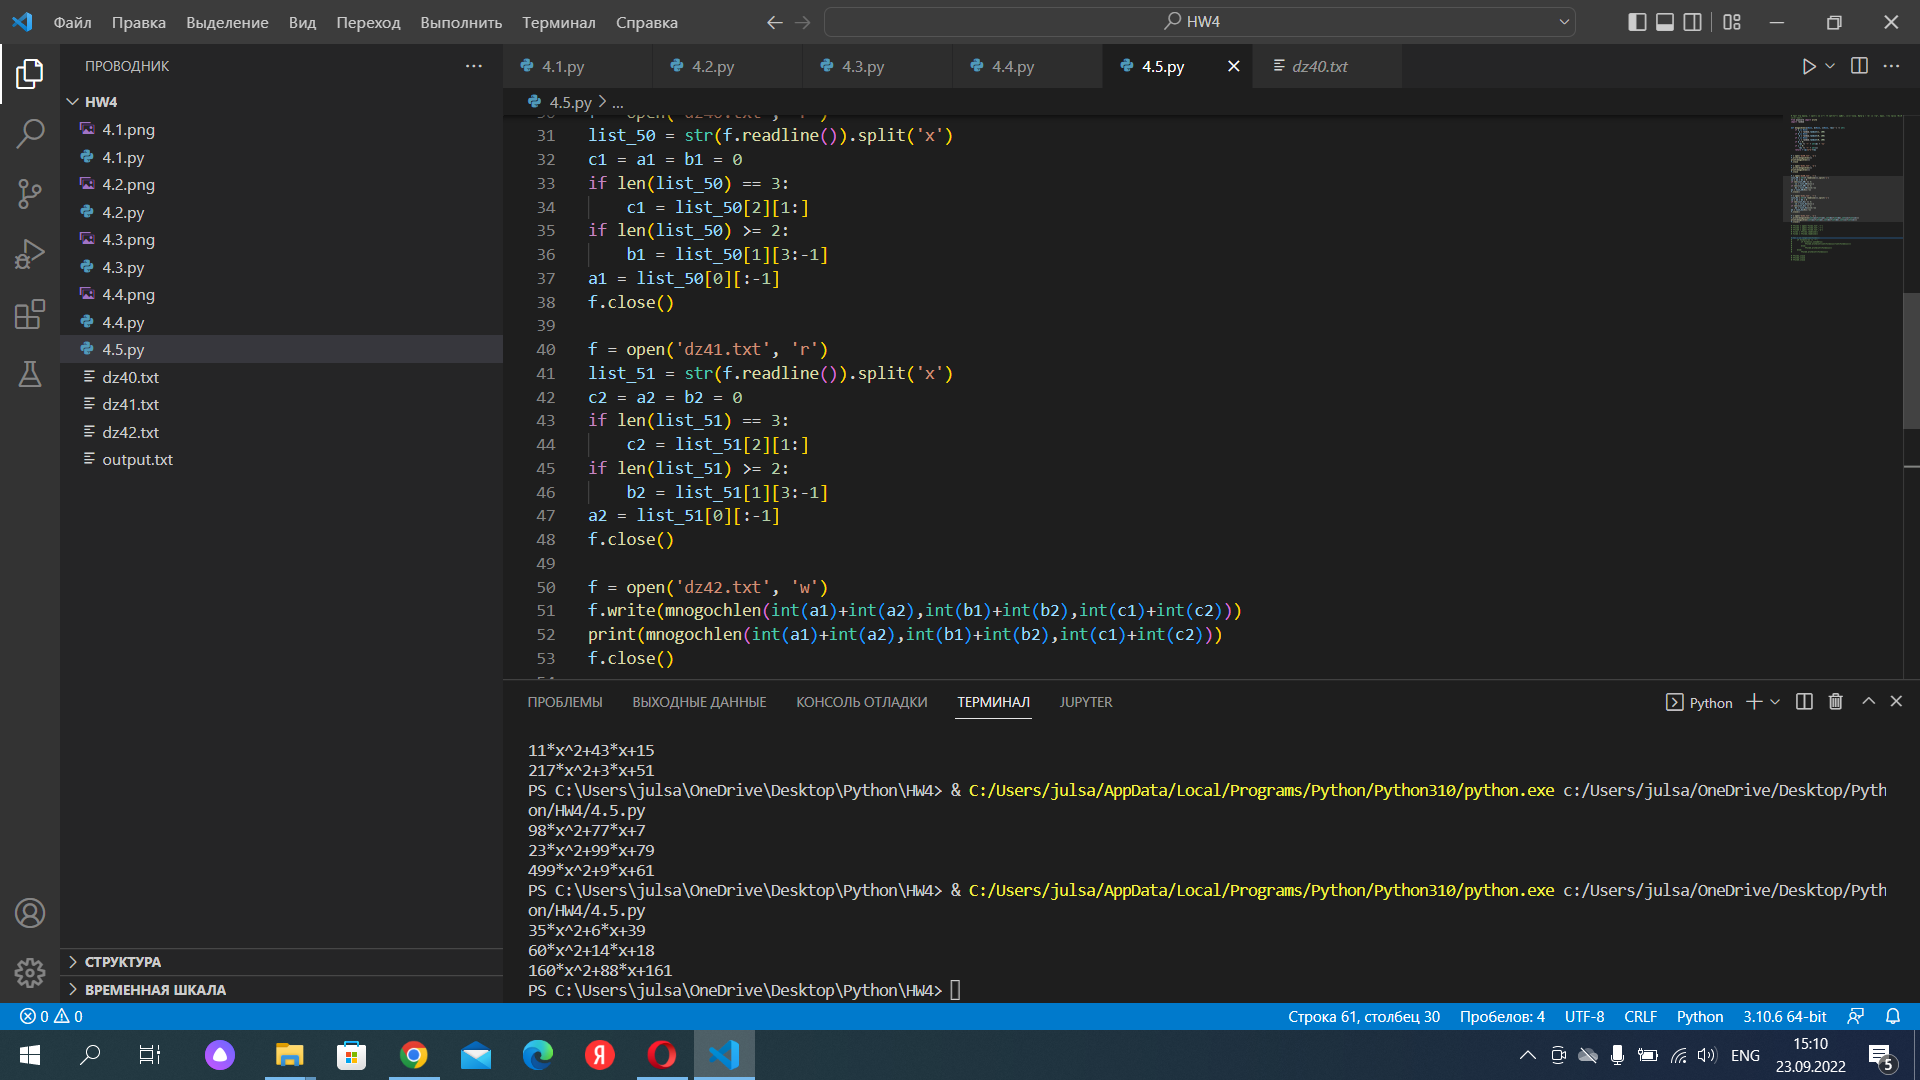 Файл Правка Выделение Вид Переход Выполнить Терминал Справка
HW4
ПРОВОДНИК
HW4
4.1.png
4.1.py
4.2.png
4.2.py
4.3.png
4.3.py
4.4.png
4.4.py
4.5.py
dz40.txt
dz41.txt
dz42.txt
output.txt
СТРУКТУРА
ВРЕМЕННАЯ ШКАЛА
4.1.py 4.2.py 4.3.py 4.4.py 4.5.py dz40.txt
4.5.py > ...
31 list_50 = str(f.readline()).split('x')
32 c1 = a1 = b1 = 0
33 if len(list_50) == 3:
34     c1 = list_50[2][1:]
35 if len(list_50) >= 2:
36     b1 = list_50[1][3:-1]
37 a1 = list_50[0][:-1]
38 f.close()
39
40 f = open('dz41.txt', 'r')
41 list_51 = str(f.readline()).split('x')
42 c2 = a2 = b2 = 0
43 if len(list_51) == 3:
44     c2 = list_51[2][1:]
45 if len(list_51) >= 2:
46     b2 = list_51[1][3:-1]
47 a2 = list_51[0][:-1]
48 f.close()
49
50 f = open('dz42.txt', 'w')
51 f.write(mnogochlen(int(a1)+int(a2),int(b1)+int(b2),int(c1)+int(c2)))
52 print(mnogochlen(int(a1)+int(a2),int(b1)+int(b2),int(c1)+int(c2)))
53 f.close()
ПРОБЛЕМЫ ВЫХОДНЫЕ ДАННЫЕ КОНСОЛЬ ОТЛАДКИ ТЕРМИНАЛ JUPYTER
Python
11*x^2+43*x+15
217*x^2+3*x+51
PS C:\Users\julsa\OneDrive\Desktop\Python\HW4> & C:/Users/julsa/AppData/Local/Programs/Python/Python310/python.exe c:/Users/julsa/OneDrive/Desktop/Pyth
on/HW4/4.5.py
98*x^2+77*x+7
23*x^2+99*x+79
499*x^2+9*x+61
PS C:\Users\julsa\OneDrive\Desktop\Python\HW4> & C:/Users/julsa/AppData/Local/Programs/Python/Python310/python.exe c:/Users/julsa/OneDrive/Desktop/Pyth
on/HW4/4.5.py
35*x^2+6*x+39
60*x^2+14*x+18
160*x^2+88*x+161
PS C:\Users\julsa\OneDrive\Desktop\Python\HW4>
0 0 Строка 61, столбец 30 Пробелов: 4 UTF-8 CRLF Python 3.10.6 64-bit
ENG
15:10
23.09.2022
5